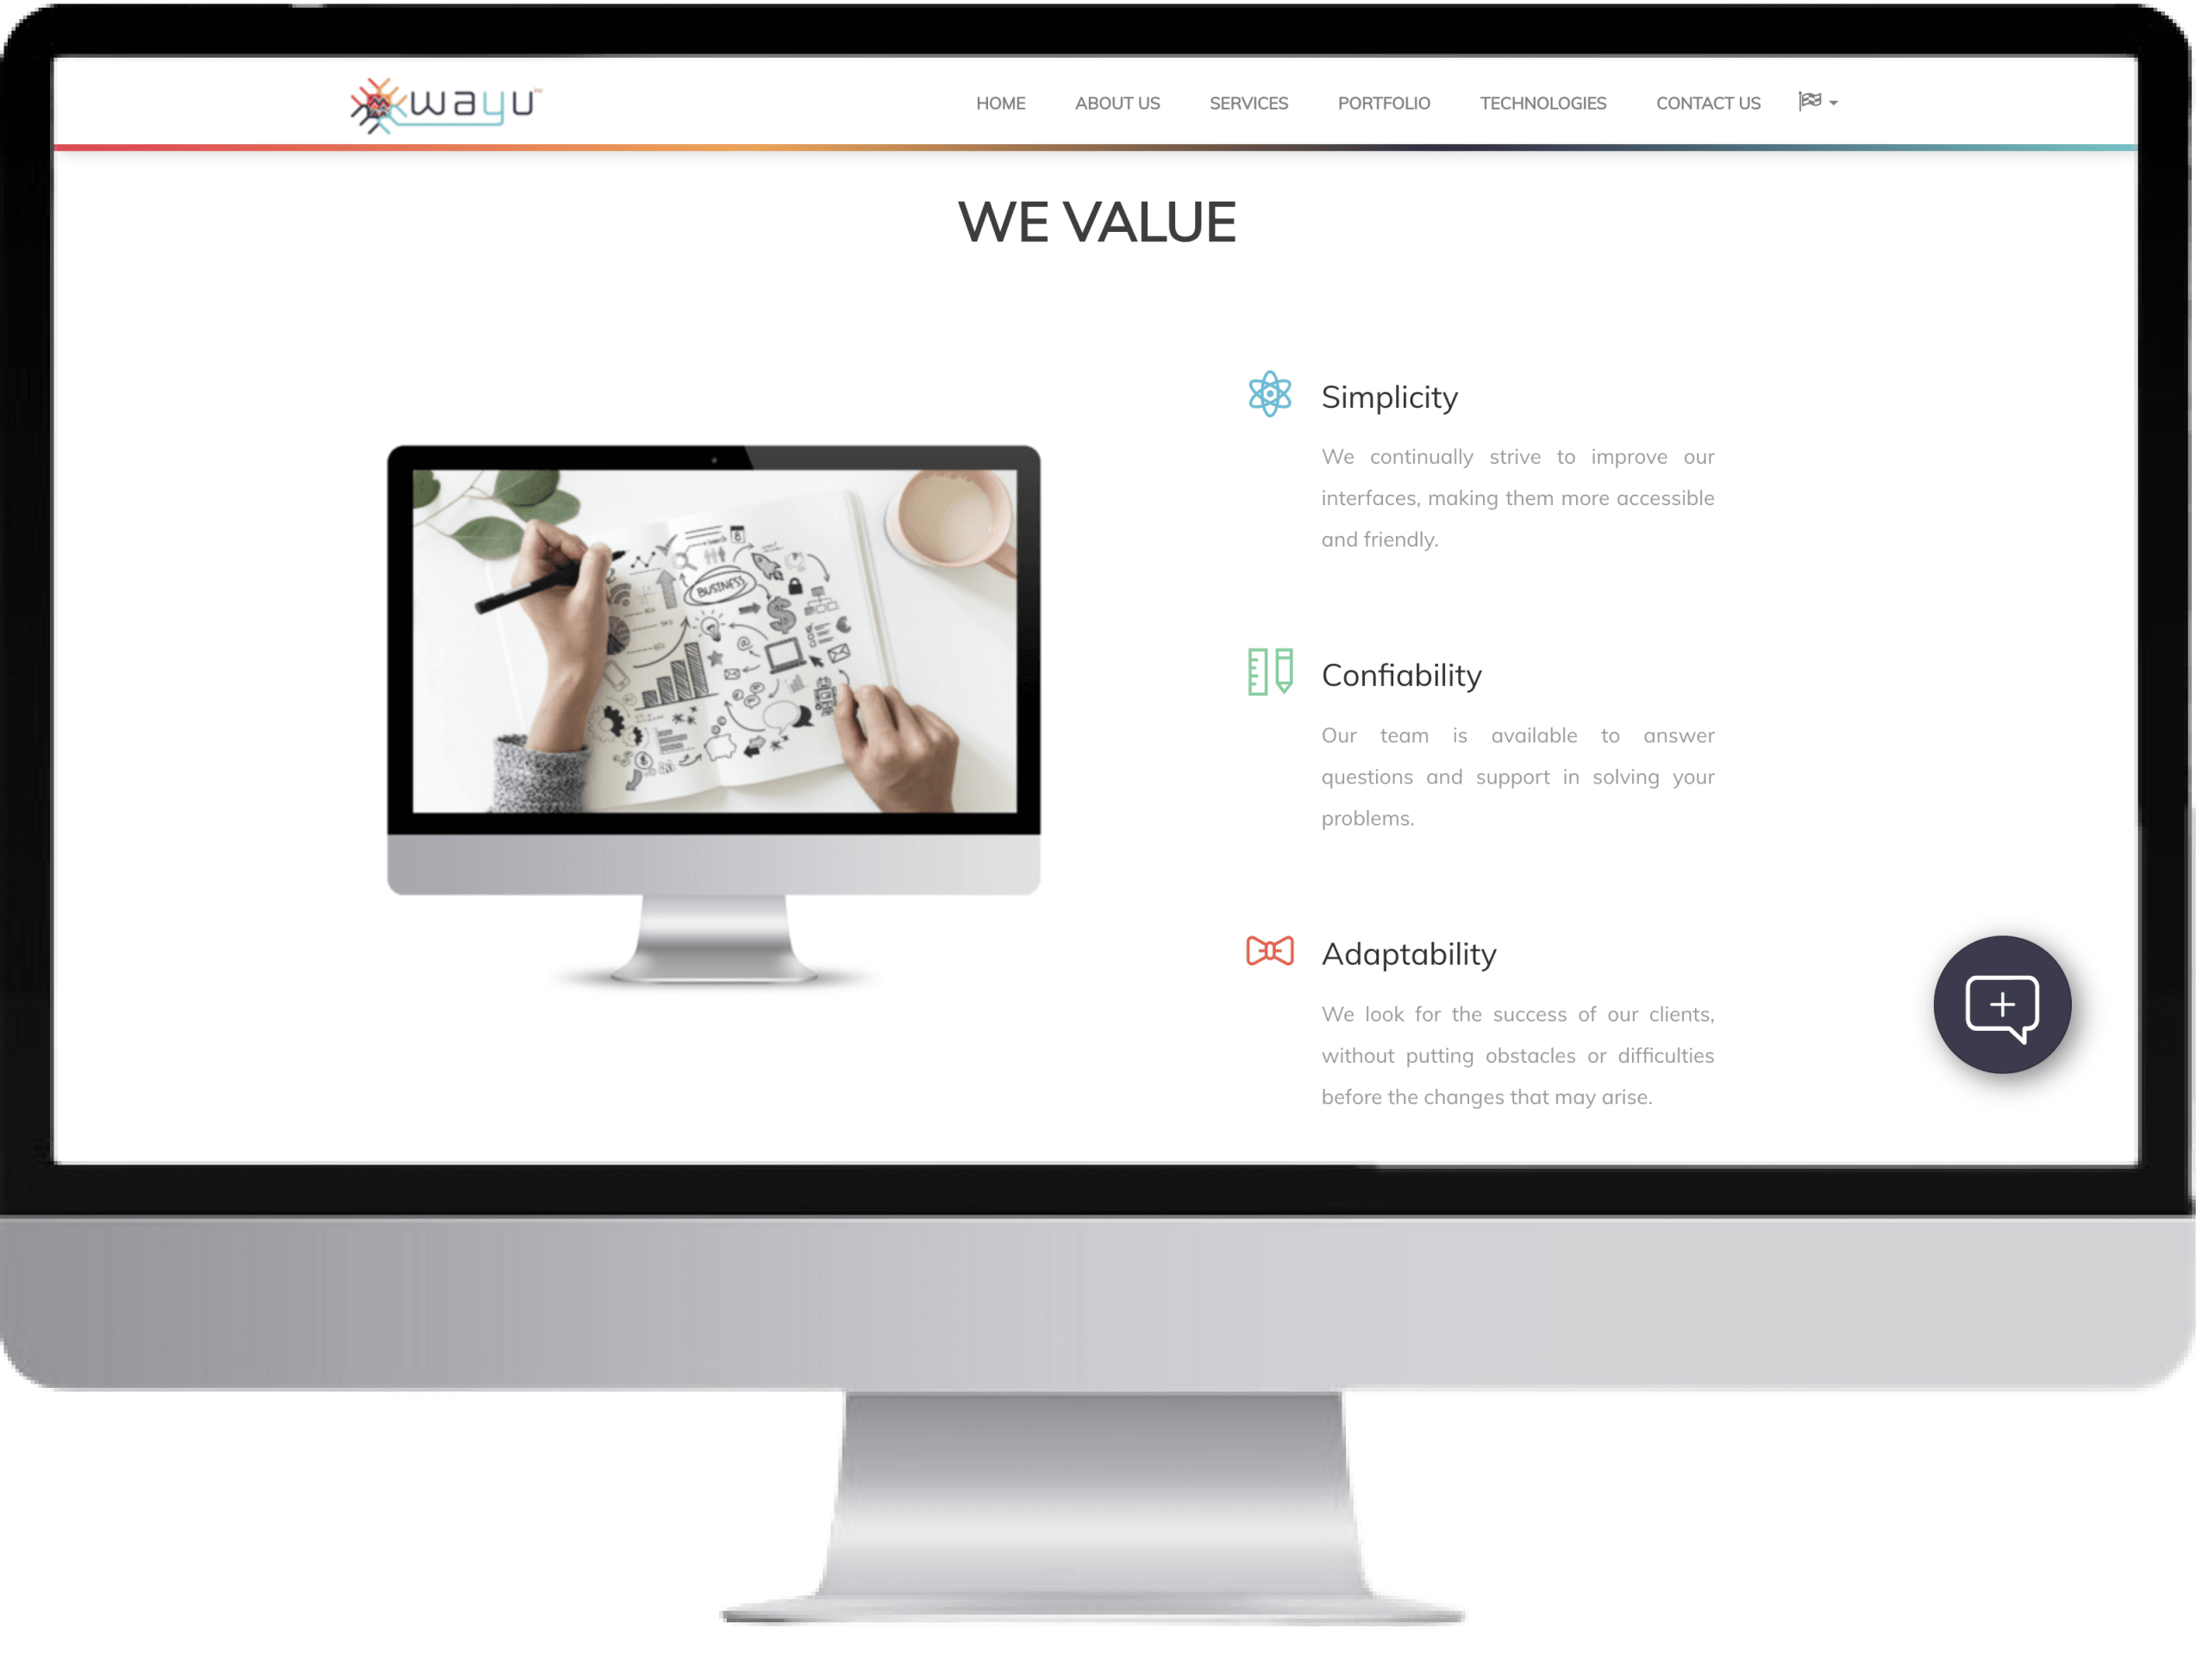 wayu
HOME ABOUT US SERVICES PORTFOLIO TECHNOLOGIES CONTACT US
WE VALUE
Simplicity
We continually strive to improve our
interfaces, making them more accessible
and friendly.
search
8
BUSINESS
Confiability
Our team is available to answer
questions and support in solving your
problems.
Adaptability
We look for the success of our clients,
without putting obstacles or difficulties
before the changes that may arise.